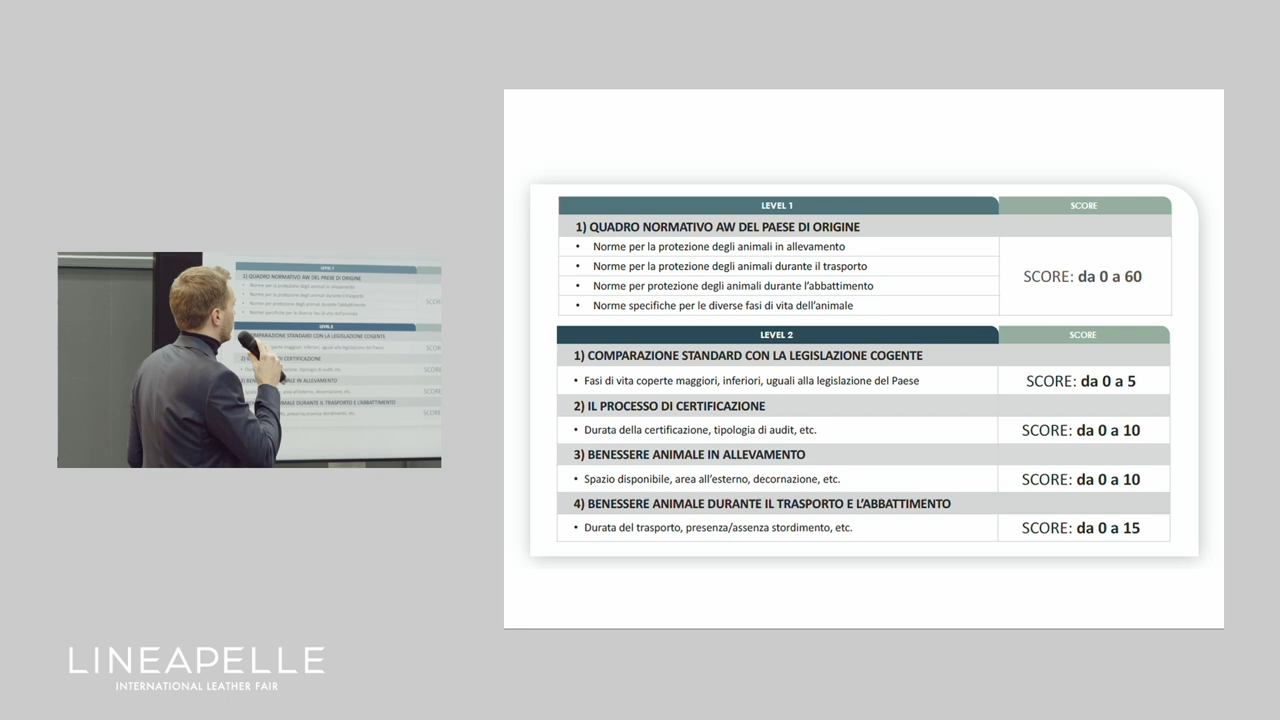 LEVEL 1
SCORE
1) QUADRO NORMATIVO AW DEL PAESE DI ORIGINE
• Norme per la protezione degli animali in allevamento
• Norme per la protezione degli animali durante il trasporto
• Norme per protezione degli animali durante l'abbattimento
• Norme specifiche per le diverse fasi di vita dell'animale
SCORE: da 0 a 60
LEVEL 2
SCORE
1) COMPARAZIONE STANDARD CON LA LEGISLAZIONE COGENTE
• Fasi di vita coperte maggiori, inferiori, uguali alla legislazione del Paese
SCORE: da 0 a 5
2) IL PROCESSO DI CERTIFICAZIONE
• Durata della certificazione, tipologia di audit, etc.
SCORE: da 0 a 10
3) BENESSERE ANIMALE IN ALLEVAMENTO
• Spazio disponibile, area all'esterno, decornazione, etc.
SCORE: da 0 a 10
4) BENESSERE ANIMALE DURANTE IL TRASPORTO E L'ABBATTIMENTO
• Durata del trasporto, presenza/assenza stordimento, etc.
SCORE: da 0 a 15
LINEAPELLE
INTERNATIONAL LEATHER FAIR